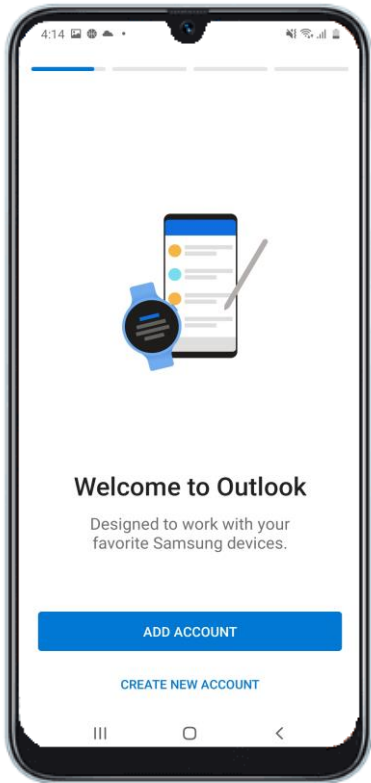 4:14
Welcome to Outlook
Designed to work with your
favorite Samsung devices.
ADD ACCOUNT
CREATE NEW ACCOUNT